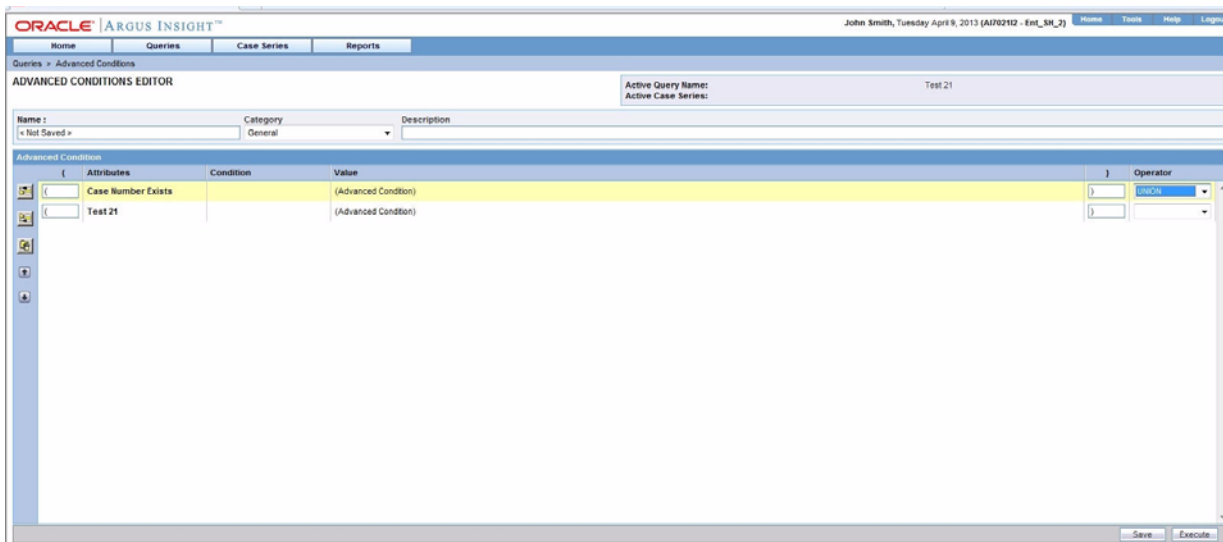 ORACLE | ARGUS INSIGHT™
John Smith, Tuesday April 9, 2013 (AI7021I2 - Ent_SH_2)
Home Tools Help
Home Queries Case Series Reports
Queries > Advanced Conditions
ADVANCED CONDITIONS EDITOR
Active Query Name: Test 21
Active Case Series:
Name : Category Description
< Not Saved > General
Advanced Condition
( Attributes Condition Value ) Operator
( Case Number Exists (Advanced Condition) ) UNION
( Test 21 (Advanced Condition) )
Save Execute